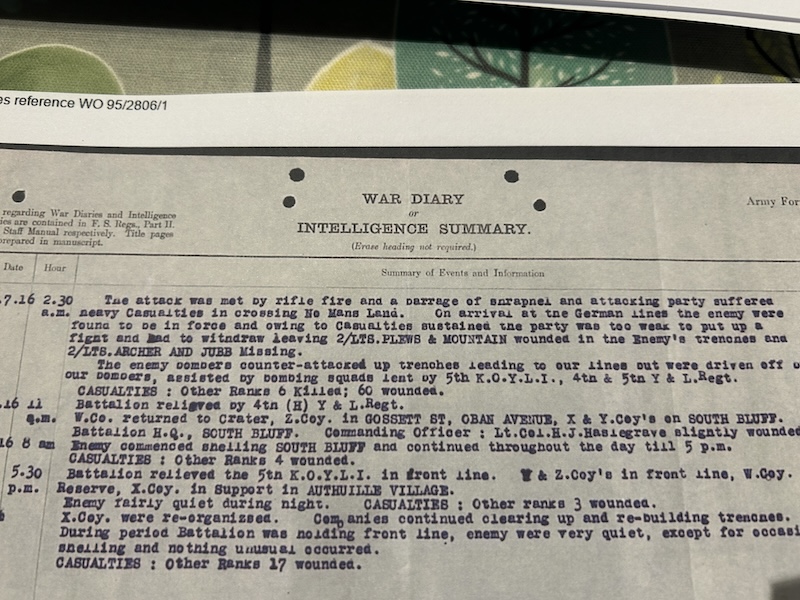 es reference WO 95/2806/1
WAR DIARY
or
INTELLIGENCE SUMMARY.
(Erase heading not required.)
Army For
regarding War Diaries and Intelligence
ies are contained in F. S. Regs., Part II.
Staff Manual respectively. Title pages
prepared in manuscript.
Date Hour Summary of Events and Information
.7.16 2.30 The attack was met by rifle fire and a barrage of shrapnel and attacking party suffered
a.m. heavy Casualties in crossing No Mans Land. On arrival at the German lines the enemy were
found to be in force and owing to Casualties sustained the party was too weak to put up a
fight and had to withdraw leaving 2/LTS.PLEWS & MOUNTAIN wounded in the Enemy's trenches and
2/LTS.ARCHER AND JUBB Missing.
The enemy bombers counter-attacked up trenches leading to our lines but were driven off
our bombers, assisted by bombing squads lent by 5th K.O.Y.L.I., 4th & 5th Y & L.Regt.
CASUALTIES : Other Ranks 6 Killed; 60 wounded.
.16 11 Battalion relieved by 4th (H) Y & L.Regt.
W.Co. returned to Crater, Z.Coy. in GOSSETT ST, OBAN AVENUE, X & Y.Coy's on SOUTH BLUFF.
Battalion H.Q., SOUTH BLUFF. Commanding Officer : Lt.Col.H.J.Haslegrave slightly wounded
16 8 am Enemy commenced shelling SOUTH BLUFF and continued throughout the day till 5 p.m.
CASUALTIES : Other Ranks 4 wounded.
5.30 Battalion relieved the 5th K.O.Y.L.I. in front line. & Z.Coy's in front line, W.Coy.
p.m. Reserve, X.Coy. in Support in AUTHUILLE VILLAGE.
Enemy fairly quiet during night. CASUALTIES : Other ranks 3 wounded.
X.Coy. were re-organised. Companies continued clearing up and re-building trenches.
During period Battalion was holding front line, enemy were very quiet, except for occasi
shelling and nothing unusual occurred.
CASUALTIES : Other Ranks 17 wounded.